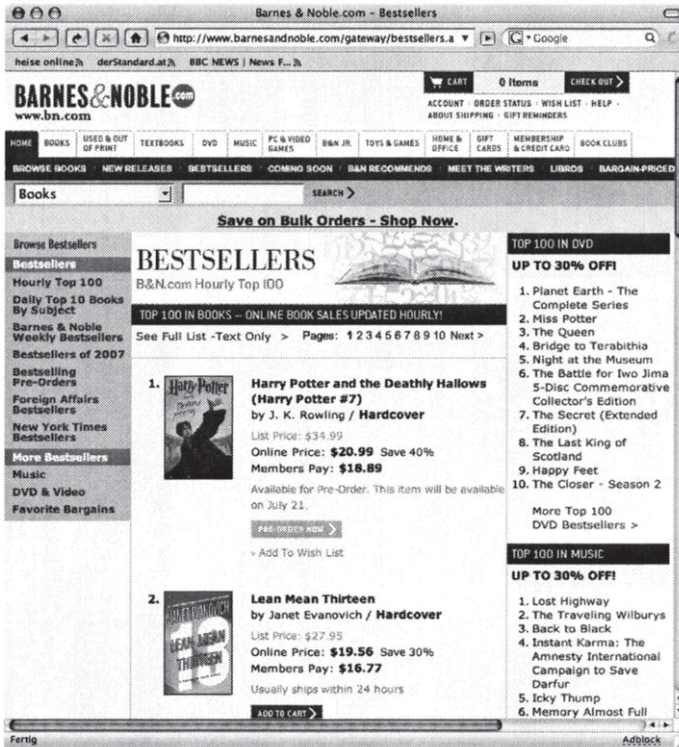 Barnes & Noble.com – Bestsellers
http://www.barnesandnoble.com/gateway/bestsellers.a
Google
heise online derStandard.at BBC NEWS | News F...
BARNES&NOBLE.com
www.bn.com
CART 0 Items CHECK OUT
ACCOUNT · ORDER STATUS · WISH LIST · HELP ·
ABOUT SHIPPING · GIFT REMINDERS
HOME BOOKS USED & OUT OF PRINT TEXTBOOKS DVD MUSIC PC & VIDEO GAMES B&N JR. TOYS & GAMES HOME & OFFICE GIFT CARDS MEMBERSHIP & CREDIT CARD BOOK CLUBS
BROWSE BOOKS NEW RELEASES BESTSELLERS COMING SOON B&N RECOMMENDS MEET THE WRITERS LIBROS BARGAIN-PRICED
Books SEARCH
Save on Bulk Orders - Shop Now.
Browse Bestsellers
Bestsellers
Hourly Top 100
Daily Top 10 Books
By Subject
Barnes & Noble
Weekly Bestsellers
Bestsellers of 2007
Bestselling
Pre-Orders
Foreign Affairs
Bestsellers
New York Times
Bestsellers
More Bestsellers
Music
DVD & Video
Favorite Bargains
BESTSELLERS
B&N.com Hourly Top 100
TOP 100 IN BOOKS – ONLINE BOOK SALES UPDATED HOURLY!
See Full List -Text Only > Pages: 1 2 3 4 5 6 7 8 9 10 Next >
1.
Harry Potter
Harry Potter and the Deathly Hallows
(Harry Potter #7)
by J. K. Rowling / Hardcover
List Price: $34.99
Online Price: $20.99 Save 40%
Members Pay: $18.89
Available for Pre-Order. This item will be available
on July 21.
PRE-ORDER NOW >
> Add To Wish List
2.
JANET EVANOVICH
LEAN MEAN
THIRTEEN
13
Lean Mean Thirteen
by Janet Evanovich / Hardcover
List Price: $27.95
Online Price: $19.56 Save 30%
Members Pay: $16.77
Usually ships within 24 hours
ADD TO CART >
TOP 100 IN DVD
UP TO 30% OFF!
1. Planet Earth - The
Complete Series
2. Miss Potter
3. The Queen
4. Bridge to Terabithia
5. Night at the Museum
6. The Battle for Iwo Jima
5-Disc Commemorative
Collector's Edition
7. The Secret (Extended
Edition)
8. The Last King of
Scotland
9. Happy Feet
10. The Closer - Season 2
More Top 100
DVD Bestsellers >
TOP 100 IN MUSIC
UP TO 30% OFF!
1. Lost Highway
2. The Traveling Wilburys
3. Back to Black
4. Instant Karma: The
Amnesty International
Campaign to Save
Darfur
5. Icky Thump
6. Memory Almost Full
Fertig
Adblock